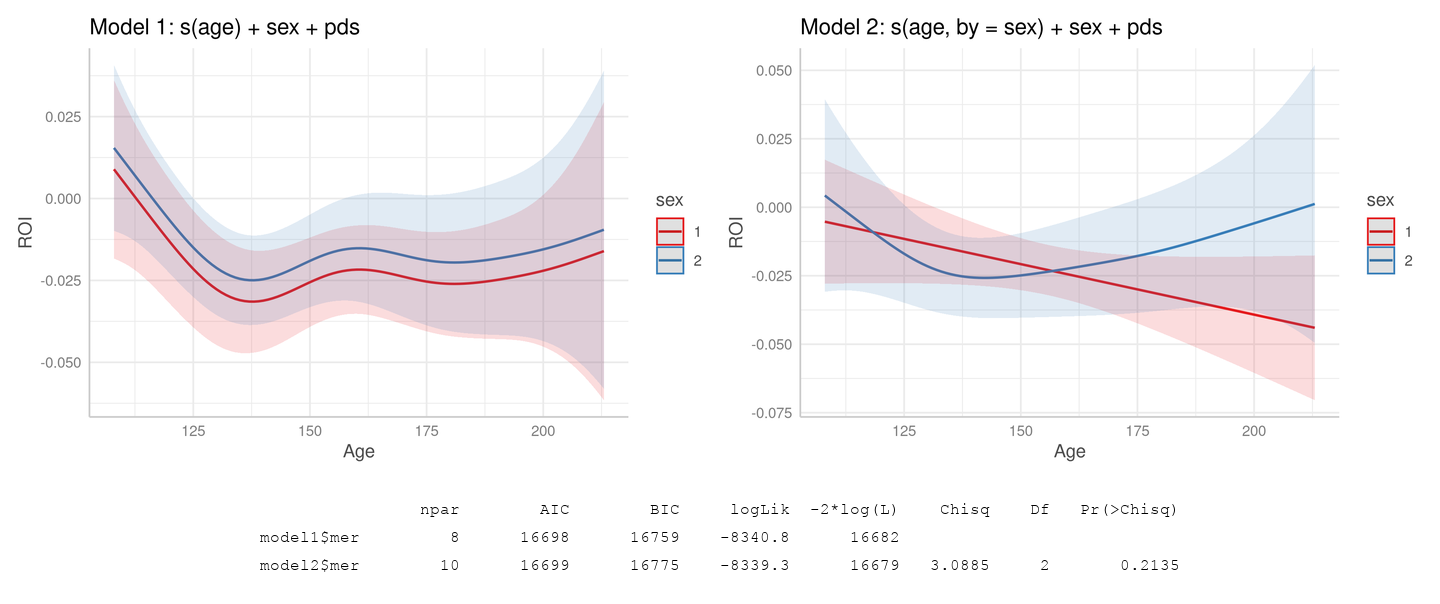 Model 1: s(age) + sex + pds
0.025
0.000
-0.025
-0.050
ROI
125 150 175 200
Age
sex
1
2
Model 2: s(age, by = sex) + sex + pds
0.050
0.025
0.000
-0.025
-0.050
-0.075
ROI
125 150 175 200
Age
sex
1
2
npar AIC BIC logLik -2*log(L) Chisq Df Pr(>Chisq)
model1$mer 8 16698 16759 -8340.8 16682
model2$mer 10 16699 16775 -8339.3 16679 3.0885 2 0.2135